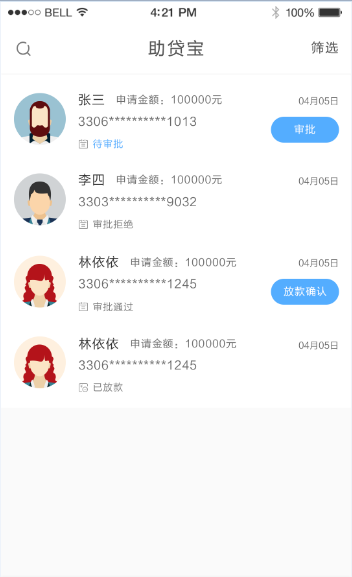 BELL 4:21 PM 100%
助贷宝 筛选
张三 申请金额：100000元 04月05日
3306**********1013 审批
待审批
李四 申请金额：100000元 04月05日
3303**********9032
审批拒绝
林依依 申请金额：100000元 04月05日
3306**********1245 放款确认
审批通过
林依依 申请金额：100000元 04月05日
3306**********1245
已放款